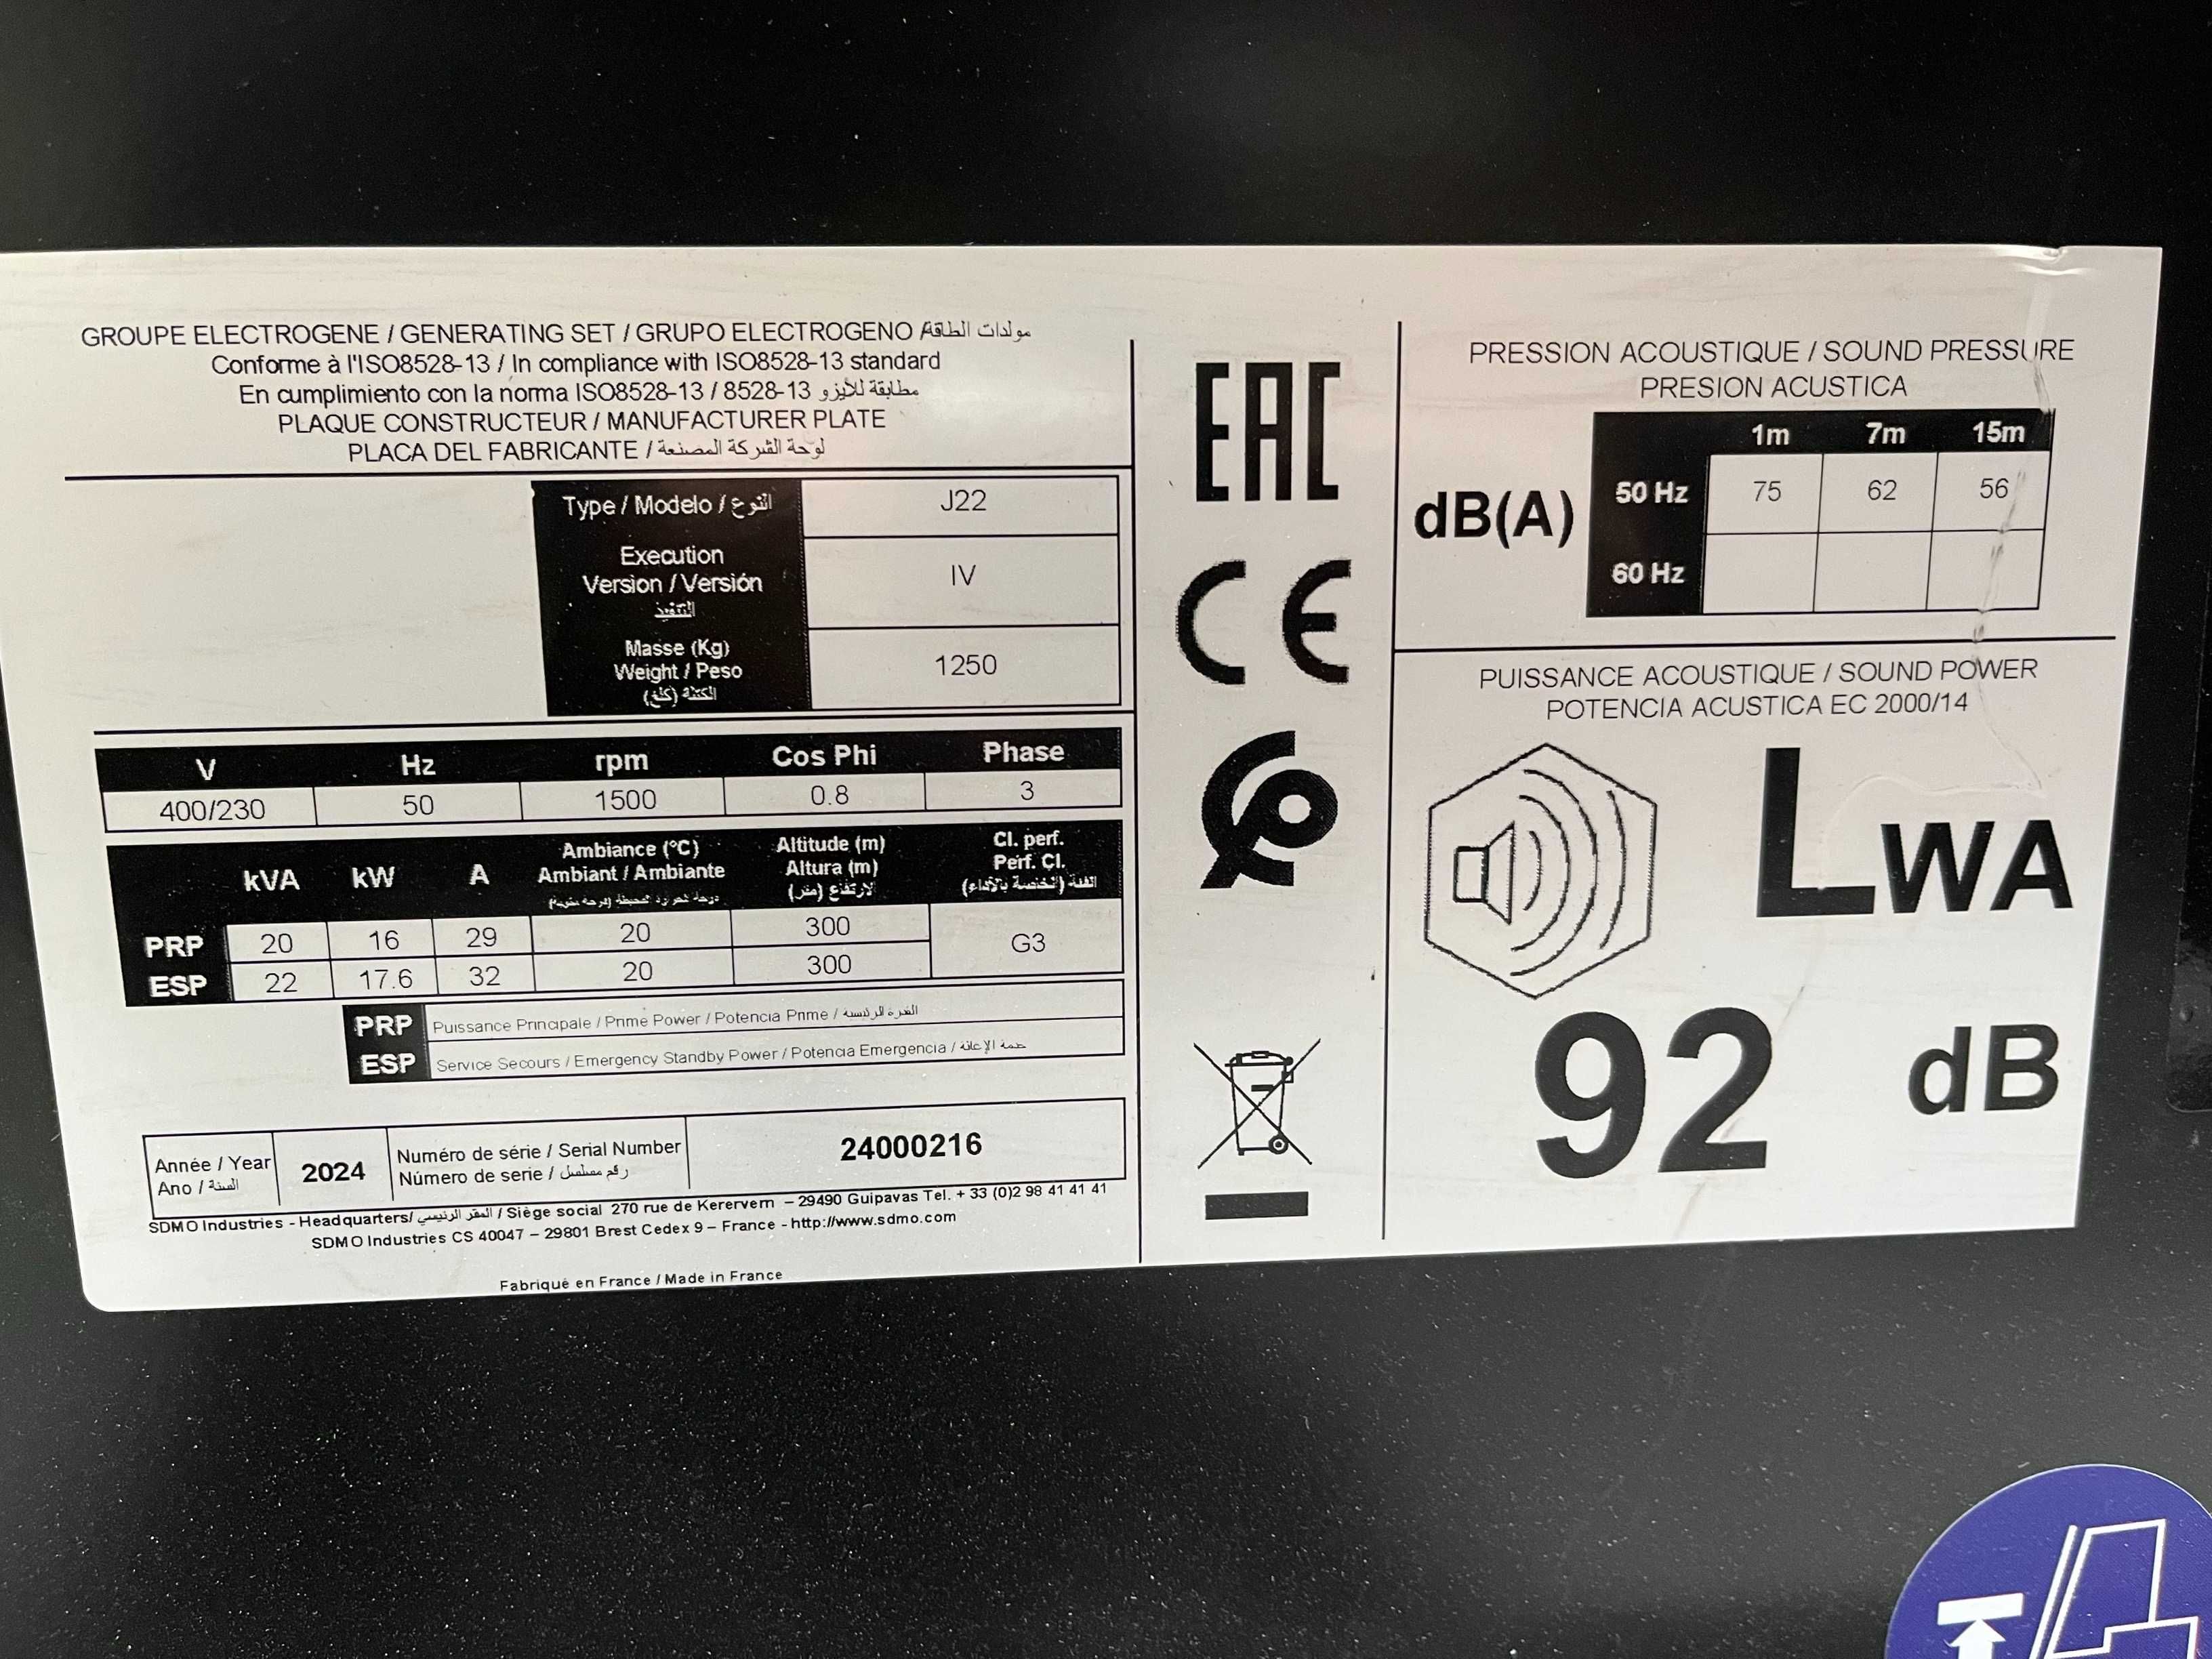 GROUPE ELECTROGENE / GENERATING SET / GRUPO ELECTROGENO / مولدات الطاقة
Conforme à l'ISO8528-13 / In compliance with ISO8528-13 standard
En cumplimiento con la norma ISO8528-13 / 8528-13 مطابقة للأيزو
PLAQUE CONSTRUCTEUR / MANUFACTURER PLATE
PLACA DEL FABRICANTE / لوحة الشركة المصنعة
Type / Modelo / النوع J22
Execution
Version / Versión IV
التنفيذ
Masse (Kg)
Weight / Peso 1250
الكتلة (كلغ)
V Hz rpm Cos Phi Phase
400/230 50 1500 0.8 3
kVA kW A Ambiance (°C) Altitude (m) Cl. perf.
Ambiant / Ambiante Altura (m) Perf. Cl.
الارتفاع (متر) الفئة (الخاصة بالأداء)
PRP 20 16 29 20 300 G3
ESP 22 17.6 32 20 300
PRP Puissance Principale / Prime Power / Potencia Prime / القدرة الرئيسية
ESP Service Secours / Emergency Standby Power / Potencia Emergencia /
Année / Year 2024 Numéro de série / Serial Number 24000216
Ano / السنة Número de serie / رقم مسلسل
SDMO Industries - Headquarters/ المقر الرئيسي / Siège social 270 rue de Kerervern – 29490 Guipavas Tel. + 33 (0)2 98 41 41 41
SDMO Industries CS 40047 – 29801 Brest Cedex 9 – France - http://www.sdmo.com
Fabriqué en France / Made in France
EAC
CE
PRESSION ACOUSTIQUE / SOUND PRESSURE
PRESION ACUSTICA
1m 7m 15m
dB(A) 50 Hz 75 62 56
60 Hz
PUISSANCE ACOUSTIQUE / SOUND POWER
POTENCIA ACUSTICA EC 2000/14
LWA
92 dB